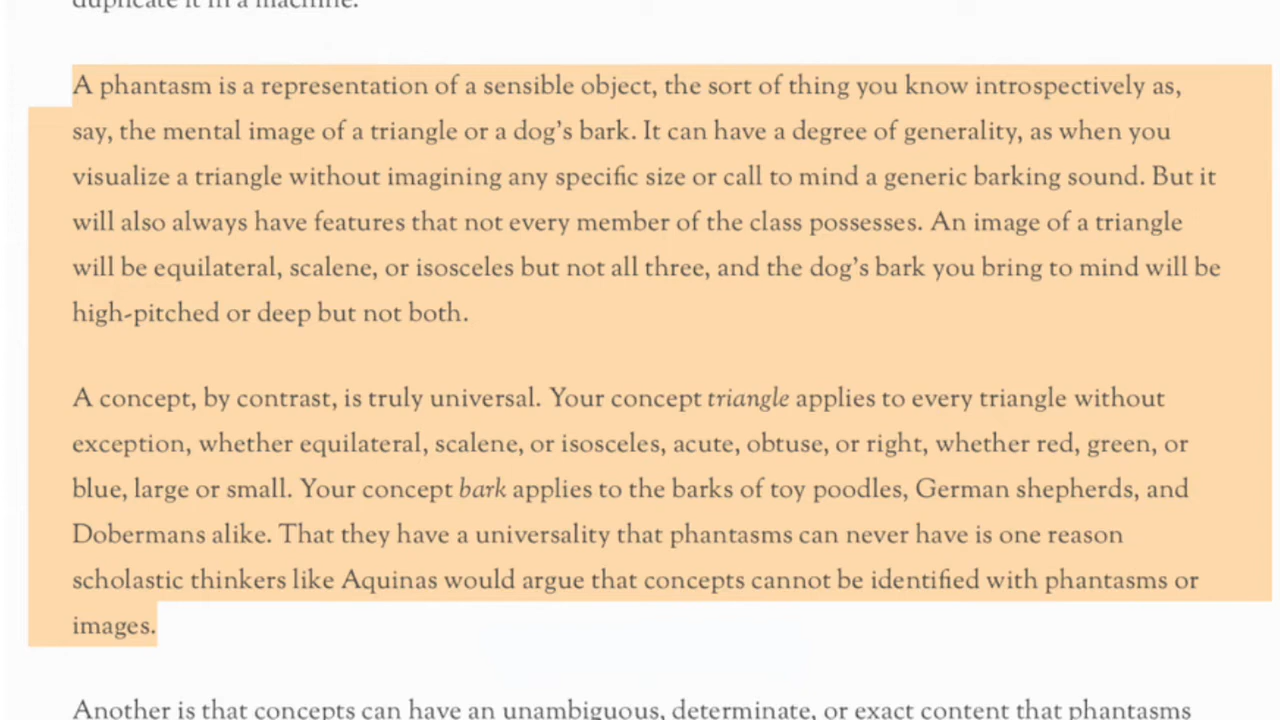 duplicate it in a machine.
A phantasm is a representation of a sensible object, the sort of thing you know introspectively as,
say, the mental image of a triangle or a dog's bark. It can have a degree of generality, as when you
visualize a triangle without imagining any specific size or call to mind a generic barking sound. But it
will also always have features that not every member of the class possesses. An image of a triangle
will be equilateral, scalene, or isosceles but not all three, and the dog's bark you bring to mind will be
high-pitched or deep but not both.
A concept, by contrast, is truly universal. Your concept triangle applies to every triangle without
exception, whether equilateral, scalene, or isosceles, acute, obtuse, or right, whether red, green, or
blue, large or small. Your concept bark applies to the barks of toy poodles, German shepherds, and
Dobermans alike. That they have a universality that phantasms can never have is one reason
scholastic thinkers like Aquinas would argue that concepts cannot be identified with phantasms or
images.
Another is that concepts can have an unambiguous, determinate, or exact content that phantasms